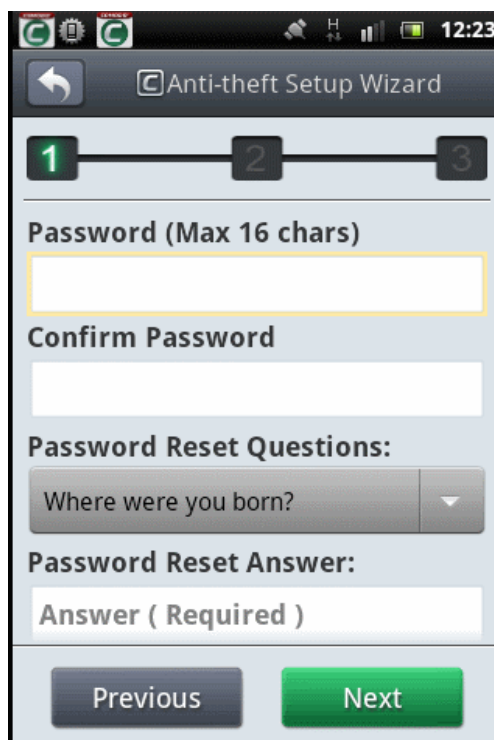 H
12:23
C Anti-theft Setup Wizard
1 2 3
Password (Max 16 chars)
Confirm Password
Password Reset Questions:
Where were you born?
Password Reset Answer:
Answer ( Required )
Previous Next